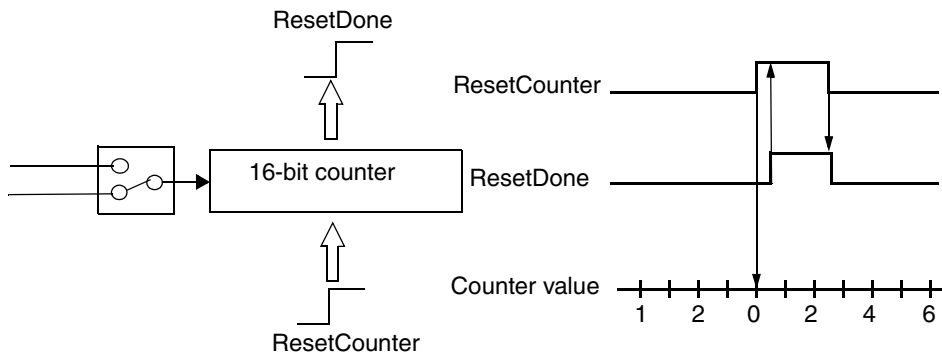 ResetDone
ResetCounter
16-bit counter
ResetDone
Counter value
1 2 0 2 4 6
ResetCounter